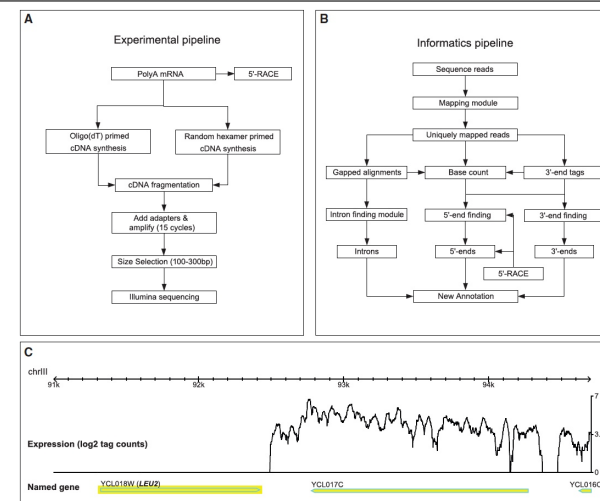 A
Experimental pipeline
PolyA mRNA
5'-RACE
Oligo(dT) primed
cDNA synthesis
Random hexamer primed
cDNA synthesis
cDNA fragmentation
Add adapters &
amplify (15 cycles)
Size Selection (100-300bp)
Illumina sequencing
B
Informatics pipeline
Sequence reads
Mapping module
Uniquely mapped reads
Gapped alignments
Base count
3'-end tags
Intron finding module
5'-end finding
3'-end finding
Introns
5'-ends
3'-ends
5'-RACE
New Annotation
C
chrIII
91k
92k
93k
94k
7
3.
0
Expression (log2 tag counts)
Named gene
YCL018W (LEU2)
YCL017C
YCL016C